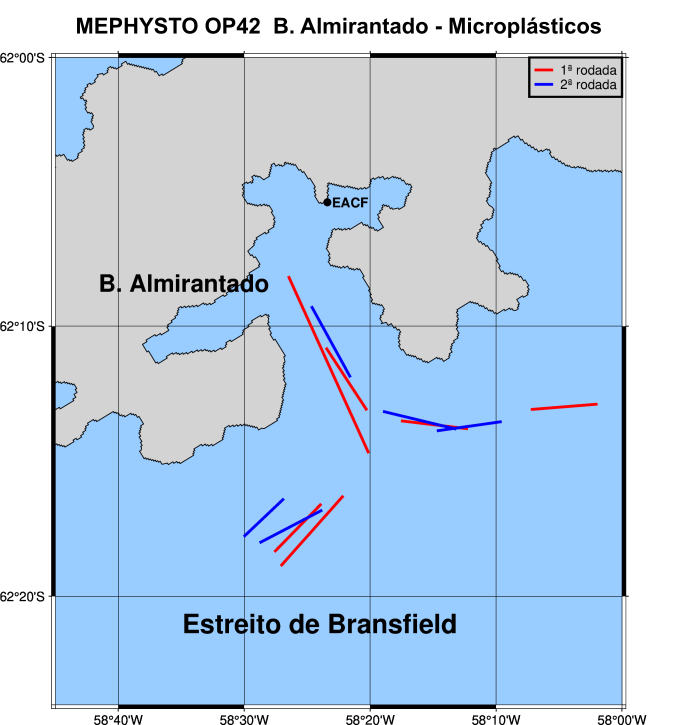 MEPHYSTO OP42 B. Almirantado - Microplásticos
62°00'S
1ª rodada
2ª rodada
EACF
B. Almirantado
62°10'S
62°20'S
Estreito de Bransfield
58°40'W 58°30'W 58°20'W 58°10'W 58°00'W